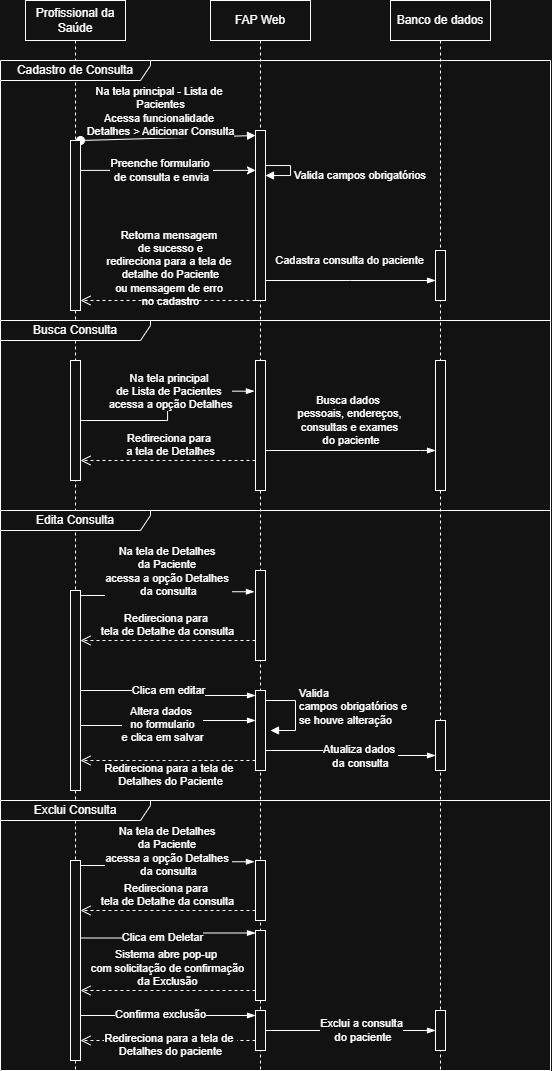 Profissional da
Saúde
FAP Web
Banco de dados
Cadastro de Consulta
Na tela principal - Lista de
Pacientes
Acessa funcionalidade
Detalhes > Adicionar Consulta
Preenche formulario
de consulta e envia
Valida campos obrigatórios
Retorna mensagem
de sucesso e
redireciona para a tela de
detalhe do Paciente
ou mensagem de erro
no cadastro
Cadastra consulta do paciente
Busca Consulta
Na tela principal
de Lista de Pacientes
acessa a opção Detalhes
Busca dados
pessoais, endereços,
consultas e exames
do paciente
Redireciona para
a tela de Detalhes
Edita Consulta
Na tela de Detalhes
da Paciente
acessa a opção Detalhes
da consulta
Redireciona para
tela de Detalhe da consulta
Clica em editar
Valida
campos obrigatórios e
se houve alteração
Altera dados
no formulario
e clica em salvar
Atualiza dados
da consulta
Redireciona para a tela de
Detalhes do Paciente
Exclui Consulta
Na tela de Detalhes
da Paciente
acessa a opção Detalhes
da consulta
Redireciona para
tela de Detalhe da consulta
Clica em Deletar
Sistema abre pop-up
com solicitação de confirmação
da Exclusão
Confirma exclusão
Exclui a consulta
do paciente
Redireciona para a tela de
Detalhes do paciente